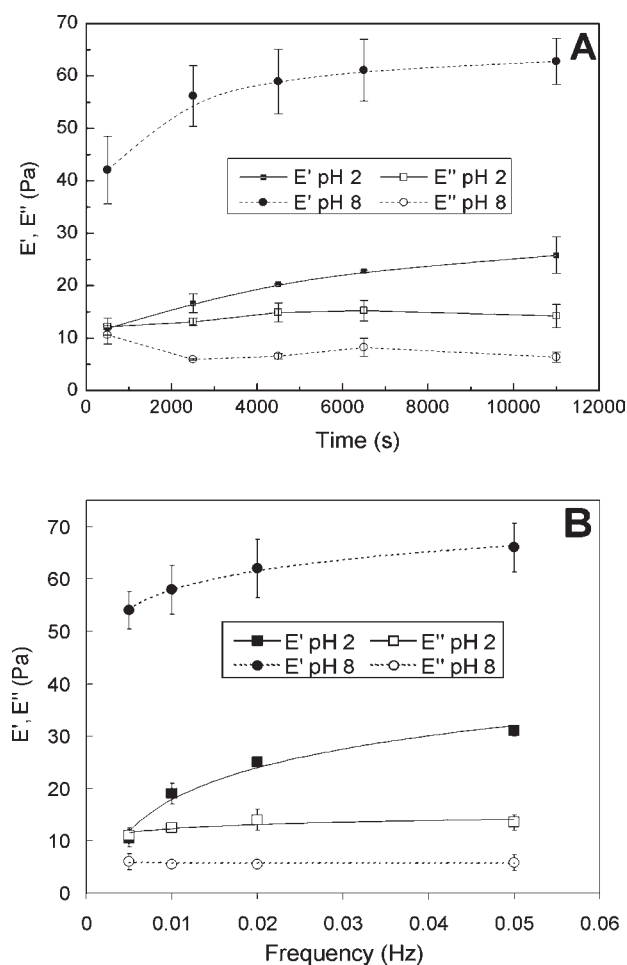 A
E', E" (Pa)
70
60
50
40
30
20
10
0
E' pH 2
E" pH 2
E' pH 8
E" pH 8
0
2000
4000
6000
8000
10000
12000
Time (s)
B
E', E" (Pa)
70
60
50
40
30
20
10
0
E' pH 2
E" pH 2
E' pH 8
E" pH 8
0
0.01
0.02
0.03
0.04
0.05
0.06
Frequency (Hz)